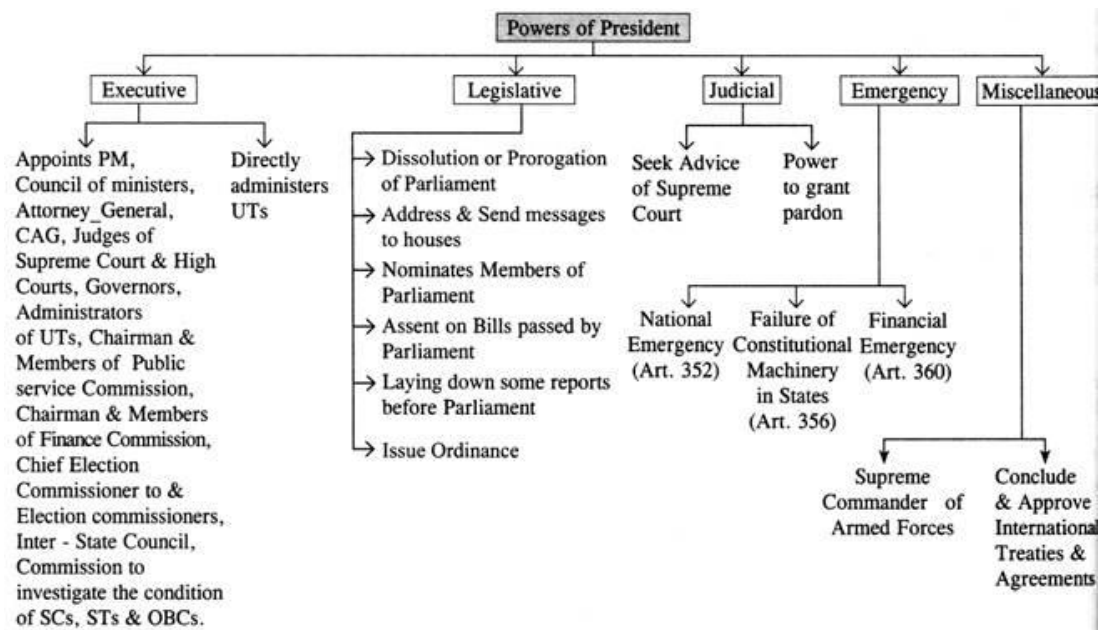 Powers of President
Executive
Legislative
Judicial
Emergency
Miscellaneous
Appoints PM,
Council of ministers,
Attorney_General,
CAG, Judges of
Supreme Court & High
Courts, Governors,
Administrators
of UTs, Chairman &
Members of Public
service Commission,
Chairman & Members
of Finance Commission,
Chief Election
Commissioner to &
Election commissioners,
Inter - State Council,
Commission to
investigate the condition
of SCs, STs & OBCs.
Directly
administers
UTs
Dissolution or Prorogation
of Parliament
Address & Send messages
to houses
Nominates Members of
Parliament
Assent on Bills passed by
Parliament
Laying down some reports
before Parliament
Issue Ordinance
Seek Advice
of Supreme
Court
Power
to grant
pardon
National
Emergency
(Art. 352)
Failure of
Constitutional
Machinery
in States
(Art. 356)
Financial
Emergency
(Art. 360)
Supreme
Commander of
Armed Forces
Conclude
& Approve
International
Treaties &
Agreements